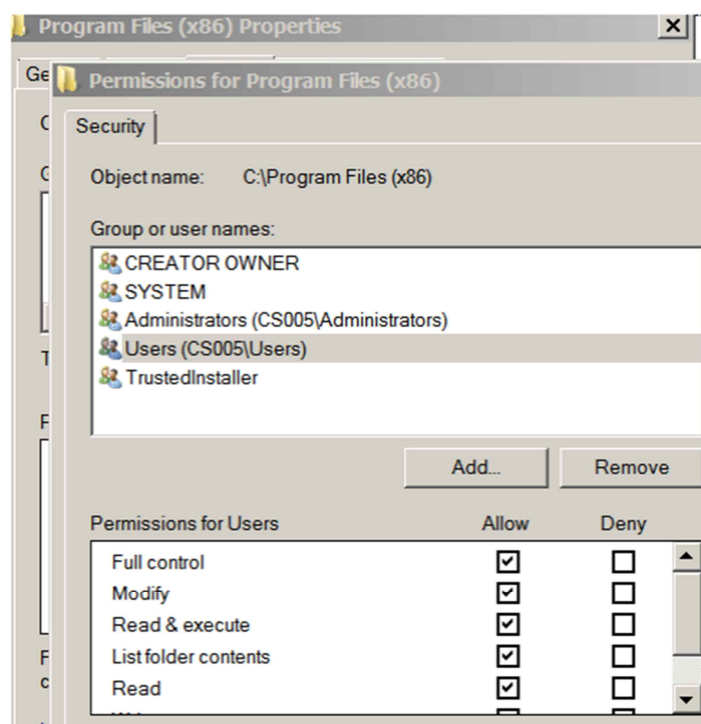 Program Files (x86) Properties
Ge
Permissions for Program Files (x86)
Security
Object name: C:\Program Files (x86)
Group or user names:
CREATOR OWNER
SYSTEM
Administrators (CS005\Administrators)
Users (CS005\Users)
TrustedInstaller
Add... Remove
Permissions for Users Allow Deny
Full control
Modify
Read & execute
List folder contents
Read